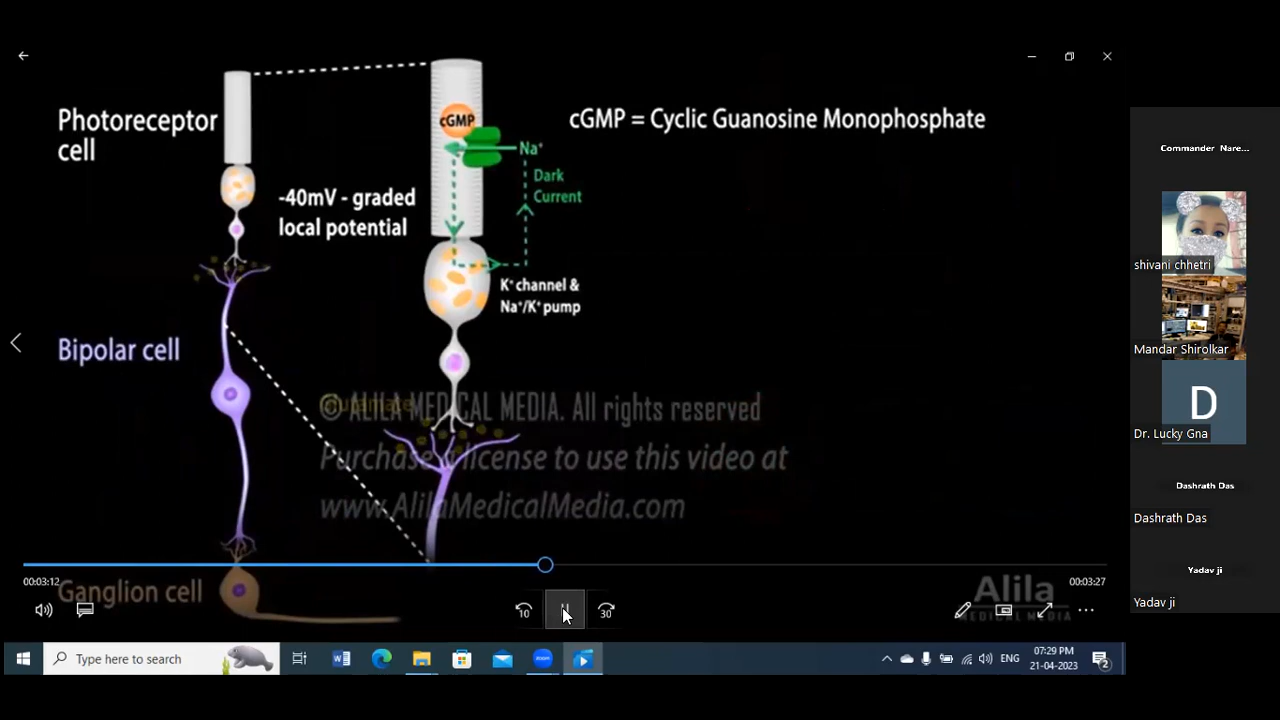 Photoreceptor
cell
cGMP
cGMP = Cyclic Guanosine Monophosphate
Na⁺
Dark
Current
-40mV - graded
local potential
K⁺ channel &
Na⁺/K⁺ pump
Bipolar cell
glutamate
© ALILA MEDICAL MEDIA. All rights reserved
Purchase a license to use this video at
www.AlilaMedicalMedia.com
Ganglion cell
Alila
MEDICAL MEDIA
00:03:12
00:03:27
10
30
Commander Nare...
shivani chhetri
Mandar Shirolkar
D
Dr. Lucky Gna
Dashrath Das
Dashrath Das
Yadav ji
Yadav ji
Type here to search
W
zoom
ENG
07:29 PM
21-04-2023
2